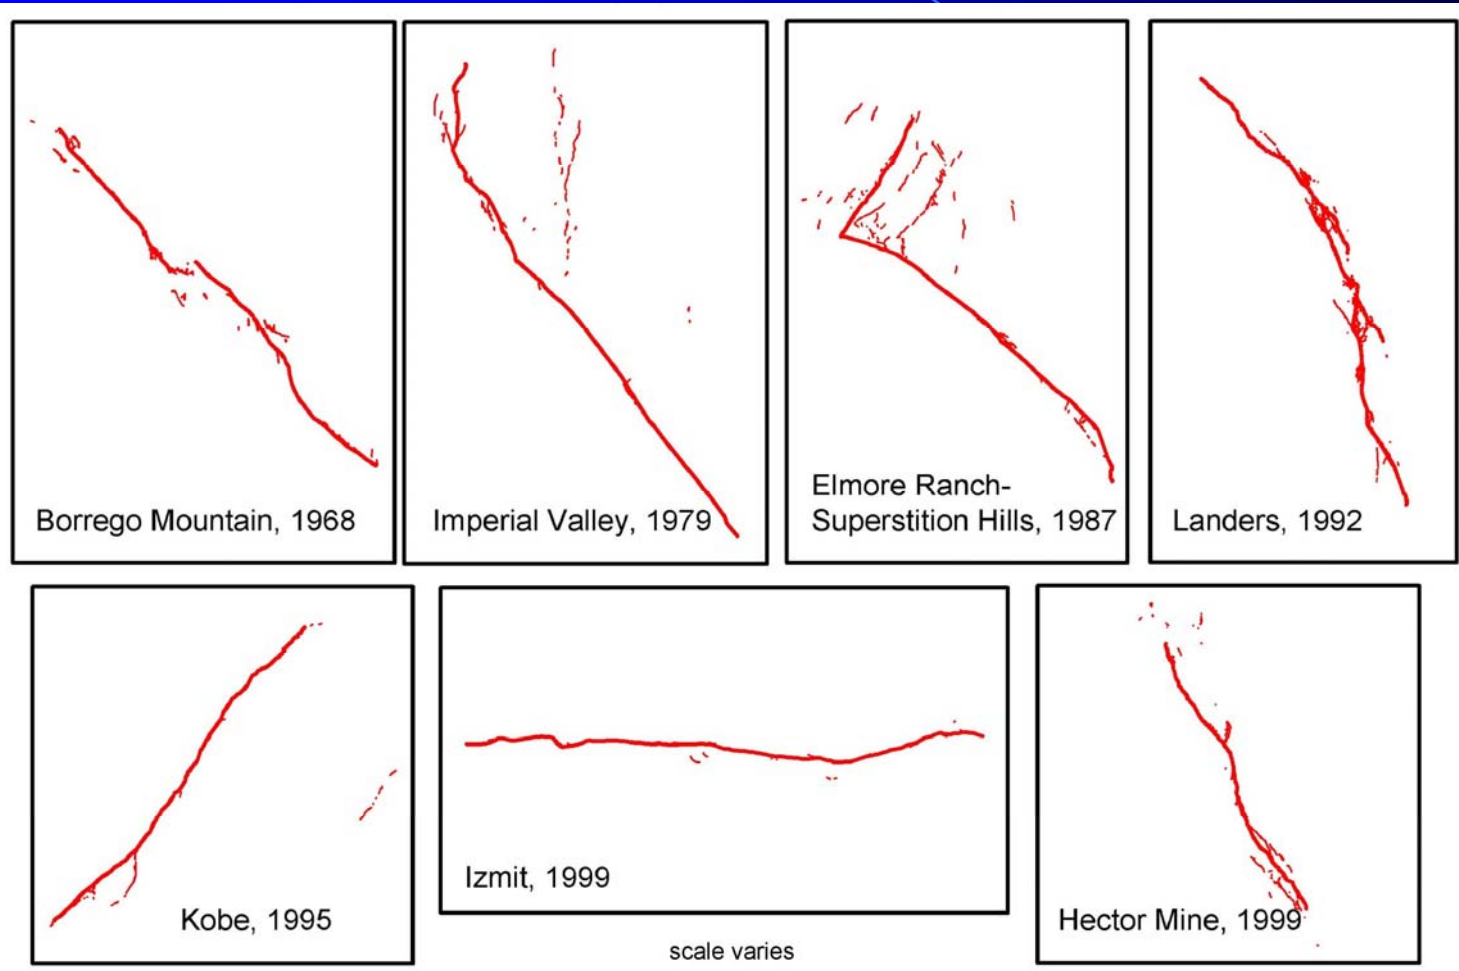 Borrego Mountain, 1968
Imperial Valley, 1979
Elmore Ranch-
Superstition Hills, 1987
Landers, 1992
Kobe, 1995
Izmit, 1999
Hector Mine, 1999
scale varies